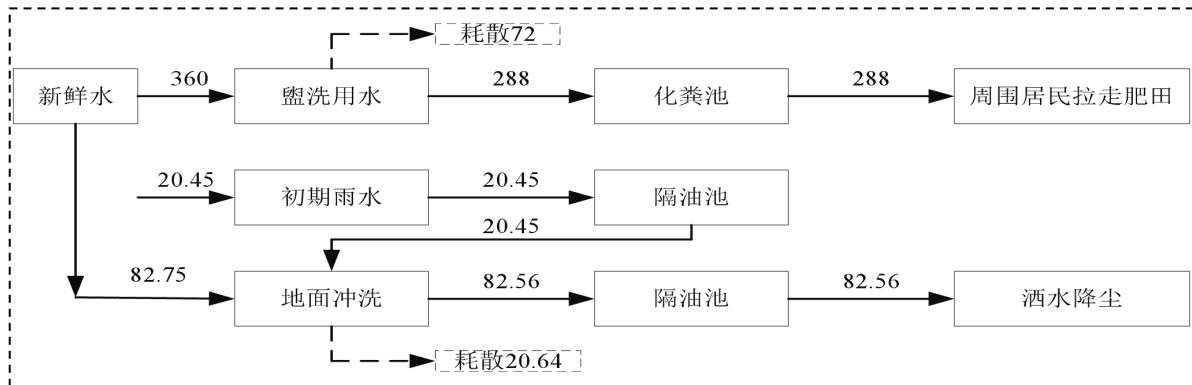 耗散72
新鲜水
360
盥洗用水
288
化粪池
288
周围居民拉走肥田
20.45
初期雨水
20.45
隔油池
20.45
82.75
地面冲洗
82.56
隔油池
82.56
洒水降尘
耗散20.64